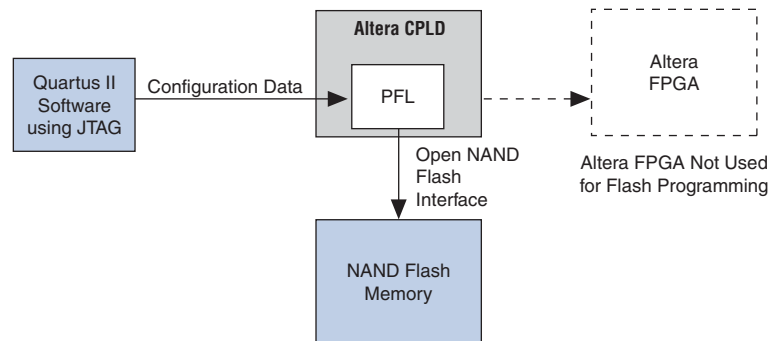 Altera CPLD
Quartus II
Software
using JTAG
Configuration Data
PFL
Altera
FPGA
Open NAND
Flash
Interface
Altera FPGA Not Used
for Flash Programming
NAND Flash
Memory